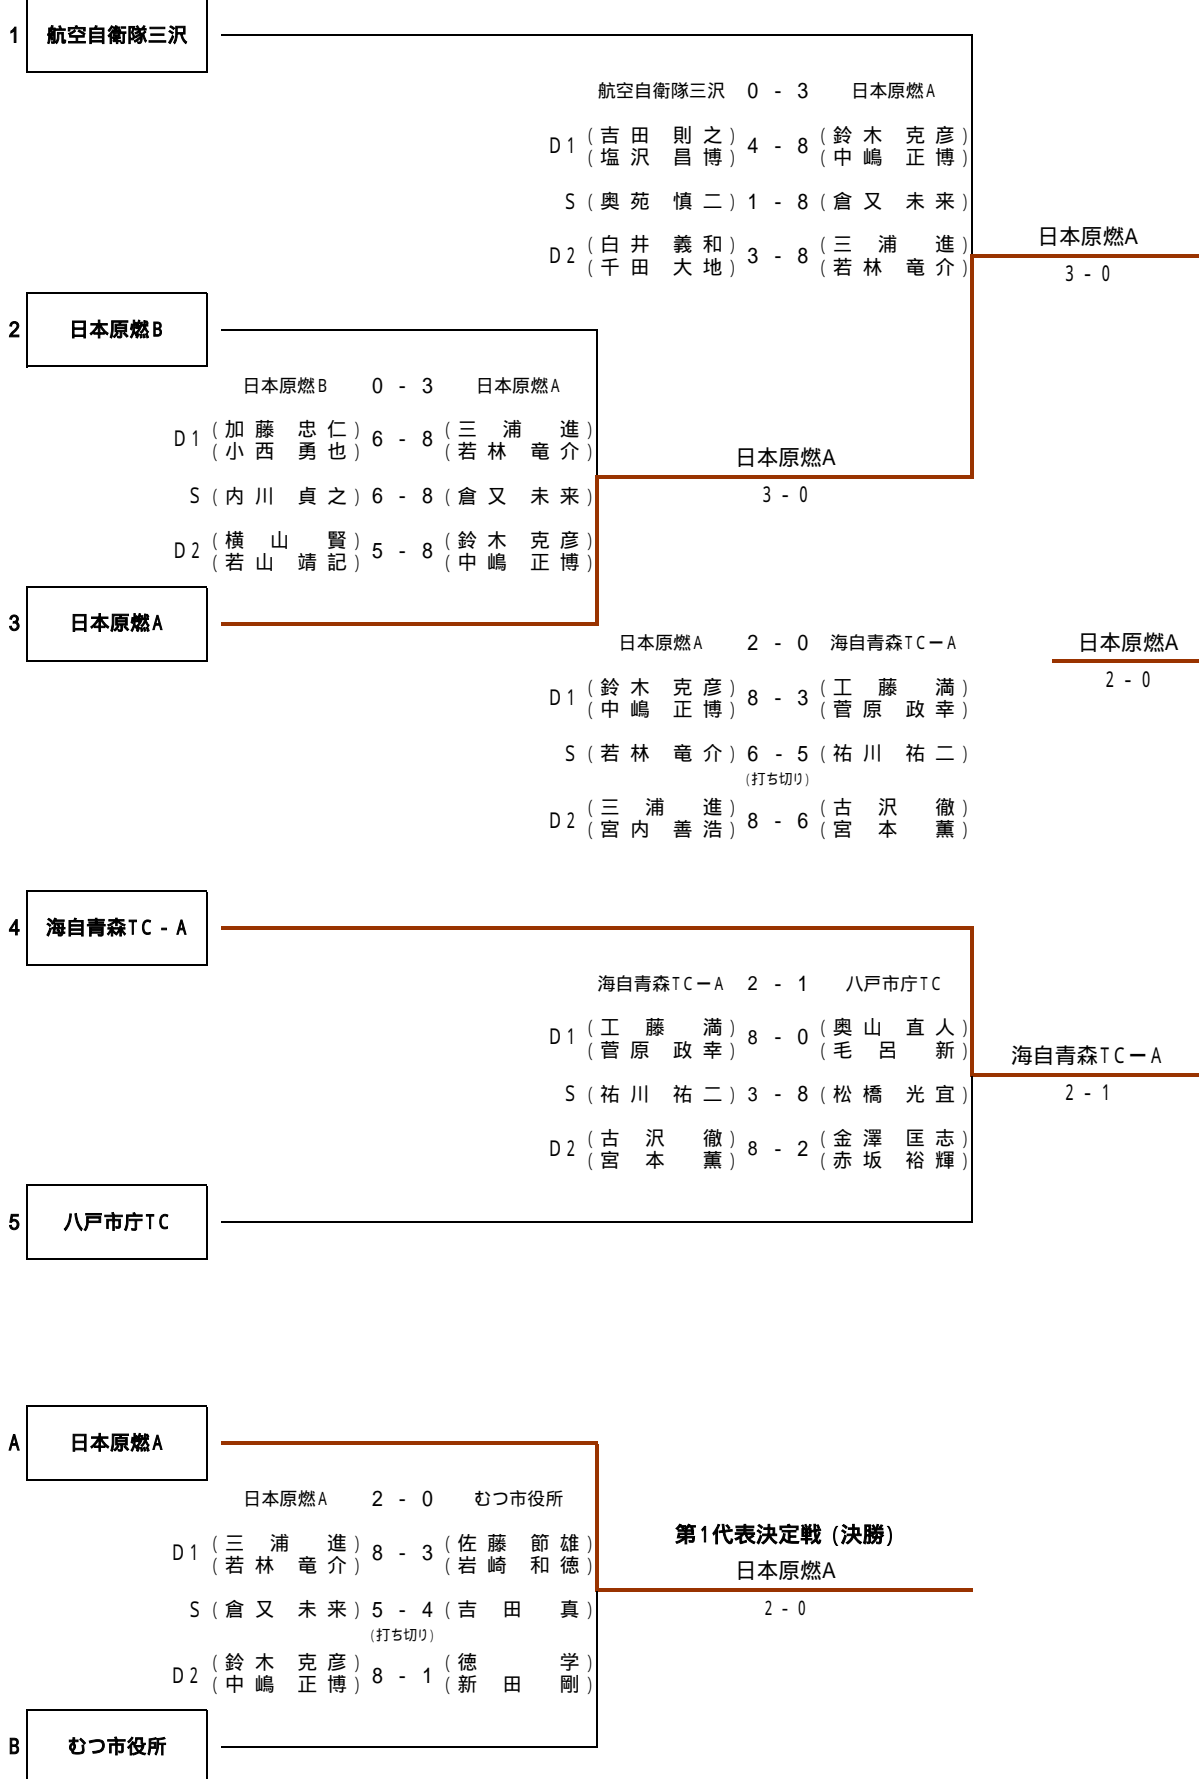 1 航空自衛隊三沢
航空自衛隊三沢 0 - 3 日本原燃A
D1 (吉田 則之) 4 - 8 (鈴木 克彦)
(塩沢 昌博) (中嶋 正博)
S (奥苑 慎二) 1 - 8 (倉又 未来)
D2 (白井 義和) 3 - 8 (三浦 進)
(千田 大地) (若林 竜介)
日本原燃A
3 - 0
2 日本原燃B
日本原燃B 0 - 3 日本原燃A
D1 (加藤 忠仁) 6 - 8 (三浦 進)
(小西 勇也) (若林 竜介)
S (内川 貞之) 6 - 8 (倉又 未来)
D2 (横山 賢) 5 - 8 (鈴木 克彦)
(若山 靖記) (中嶋 正博)
日本原燃A
3 - 0
3 日本原燃A
日本原燃A 2 - 0 海自青森TCーA
D1 (鈴木 克彦) 8 - 3 (工藤 満)
(中嶋 正博) (菅原 政幸)
S (若林 竜介) 6 - 5 (祐川 祐二)
(打ち切り)
D2 (三浦 進) 8 - 6 (古沢 徹)
(宮内 善浩) (宮本 薫)
日本原燃A
2 - 0
4 海自青森TC - A
海自青森TCーA 2 - 1 八戸市庁TC
D1 (工藤 満) 8 - 0 (奥山 直人)
(菅原 政幸) (毛呂 新)
S (祐川 祐二) 3 - 8 (松橋 光宜)
D2 (古沢 徹) 8 - 2 (金澤 匡志)
(宮本 薫) (赤坂 裕輝)
海自青森TCーA
2 - 1
5 八戸市庁TC
A 日本原燃A
日本原燃A 2 - 0 むつ市役所
D1 (三浦 進) 8 - 3 (佐藤 節雄)
(若林 竜介) (岩崎 和徳)
S (倉又 未来) 5 - 4 (吉田 真)
(打ち切り)
D2 (鈴木 克彦) 8 - 1 (徳 学)
(中嶋 正博) (新田 剛)
第1代表決定戦 (決勝)
日本原燃A
2 - 0
B むつ市役所